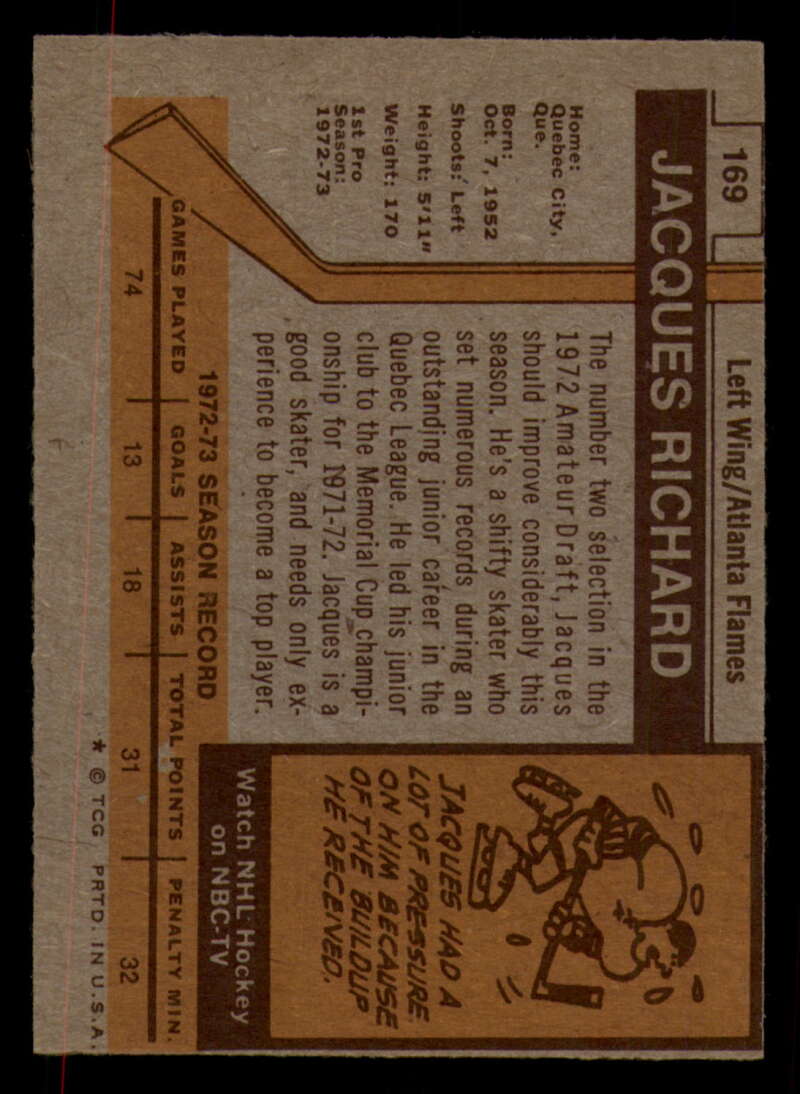 169
Left Wing/Atlanta Flames
JACQUES RICHARD
Home:
Quebec City,
Que.
Born:
Oct. 7, 1952
Shoots: Left
Height: 5'11"
Weight: 170
1st Pro
Season:
1972-73
The number two selection in the
1972 Amateur Draft, Jacques
should improve considerably this
season. He's a shifty skater who
set numerous records during an
outstanding junior career in the
Quebec League. He led his junior
club to the Memorial Cup champi-
onship for 1971-72. Jacques is a
good skater, and needs only ex-
perience to become a top player.
JACQUES HAD A
LOT OF PRESSURE
ON HIM BECAUSE
OF THE BUILDUP
HE RECEIVED.
Watch NHL Hockey
on NBC-TV
1972-73 SEASON RECORD
GAMES PLAYED GOALS ASSISTS TOTAL POINTS PENALTY MIN.
74 13 18 31 32
* © TCG PRTD. IN U.S.A.